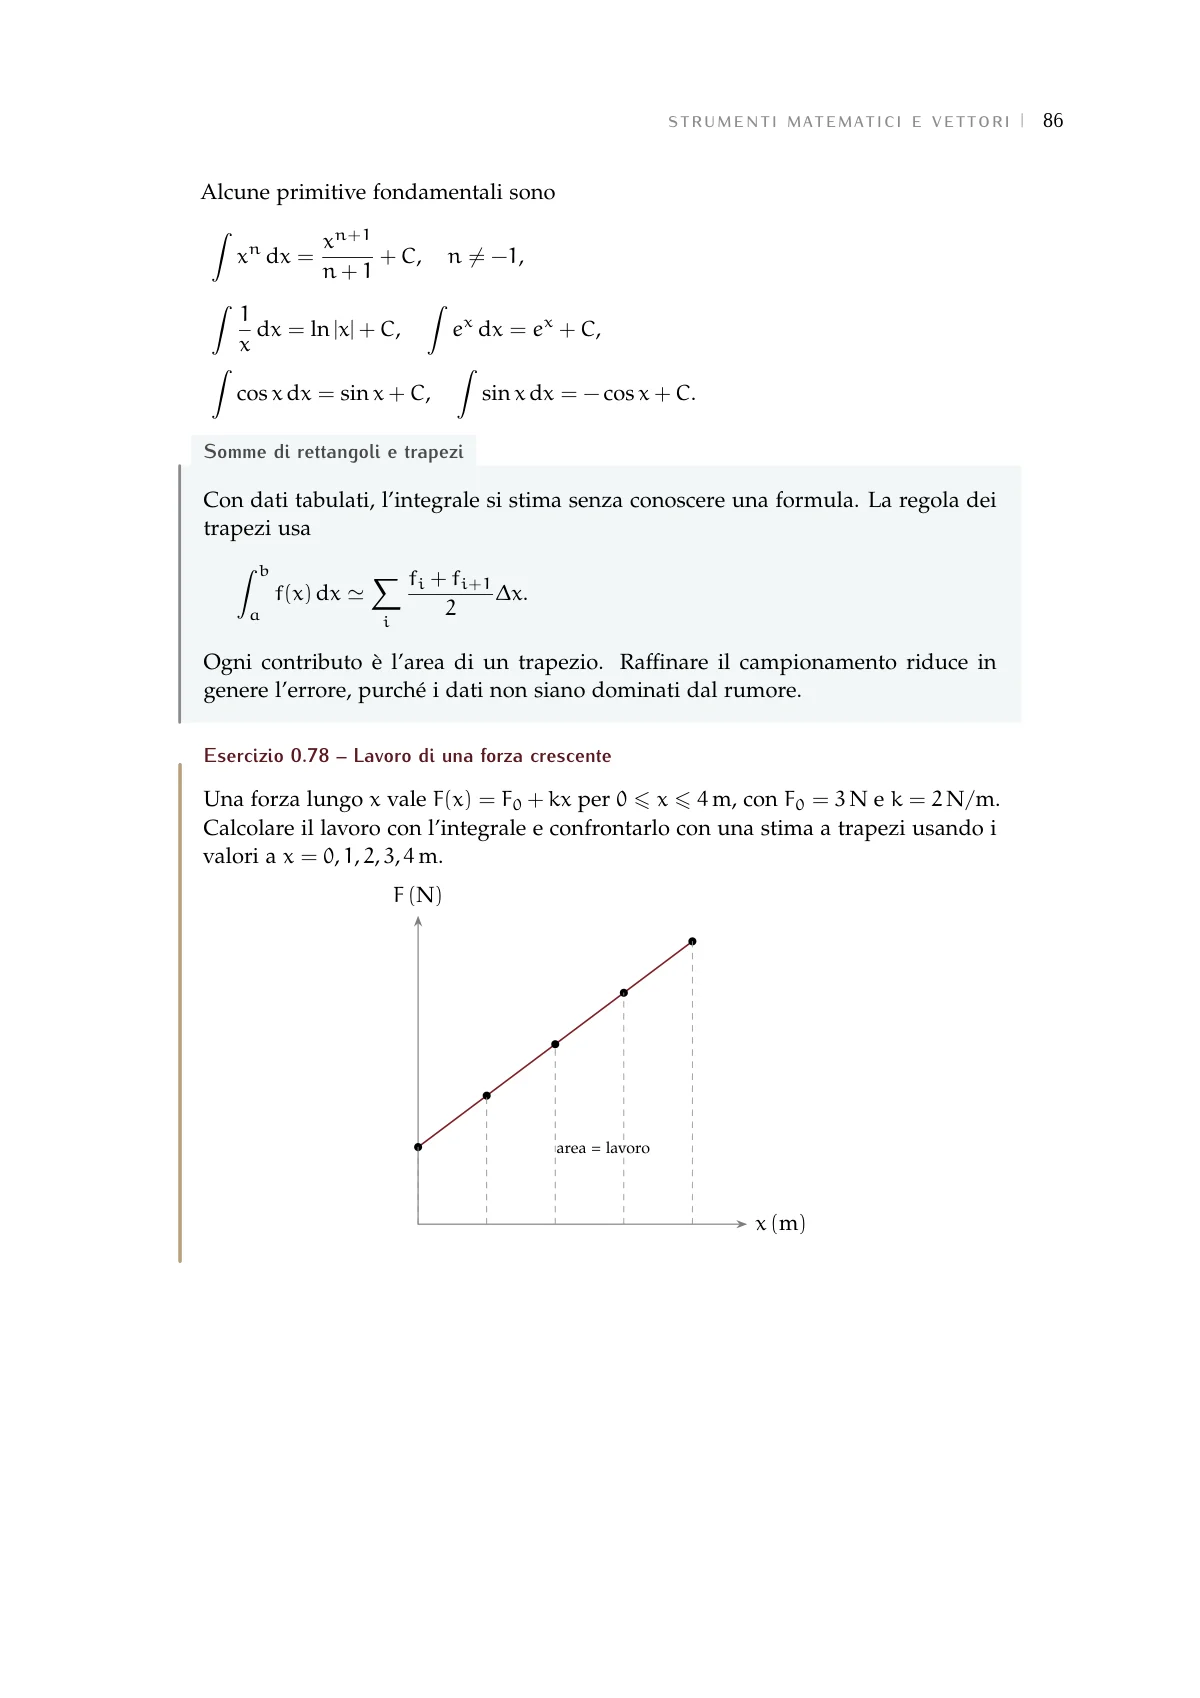 STRUMENTI MATEMATICI E VETTORI | 86
Alcune primitive fondamentali sono
∫ xⁿ dx = xⁿ⁺¹/(n + 1) + C, n ≠ −1,
∫ 1/x dx = ln |x| + C, ∫ eˣ dx = eˣ + C,
∫ cos x dx = sin x + C, ∫ sin x dx = − cos x + C.
Somme di rettangoli e trapezi
Con dati tabulati, l’integrale si stima senza conoscere una formula. La regola dei
trapezi usa
∫ₐᵇ f(x) dx ≃ ∑ᵢ (fᵢ + fᵢ₊₁)/2 Δx.
Ogni contributo è l’area di un trapezio. Raffinare il campionamento riduce in
genere l’errore, purché i dati non siano dominati dal rumore.
Esercizio 0.78 – Lavoro di una forza crescente
Una forza lungo x vale F(x) = F₀ + kx per 0 ⩽ x ⩽ 4 m, con F₀ = 3 N e k = 2 N/m.
Calcolare il lavoro con l’integrale e confrontarlo con una stima a trapezi usando i
valori a x = 0, 1, 2, 3, 4 m.
F (N)
area = lavoro
x (m)